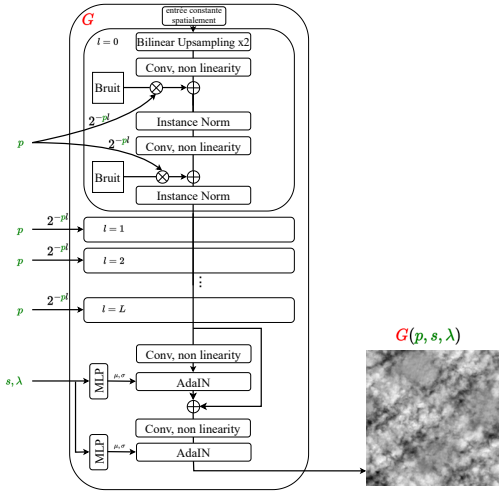 G
entrée constante
spatialement
l = 0
Bilinear Upsampling x2
Conv, non linearity
Bruit
2^{-pl}
Instance Norm
p
Conv, non linearity
2^{-pl}
Bruit
Instance Norm
2^{-pl}
p
l = 1
2^{-pl}
p
l = 2
⋮
2^{-pl}
p
l = L
G(p, s, λ)
Conv, non linearity
s, λ
MLP
μ,σ
AdaIN
Conv, non linearity
MLP
μ,σ
AdaIN